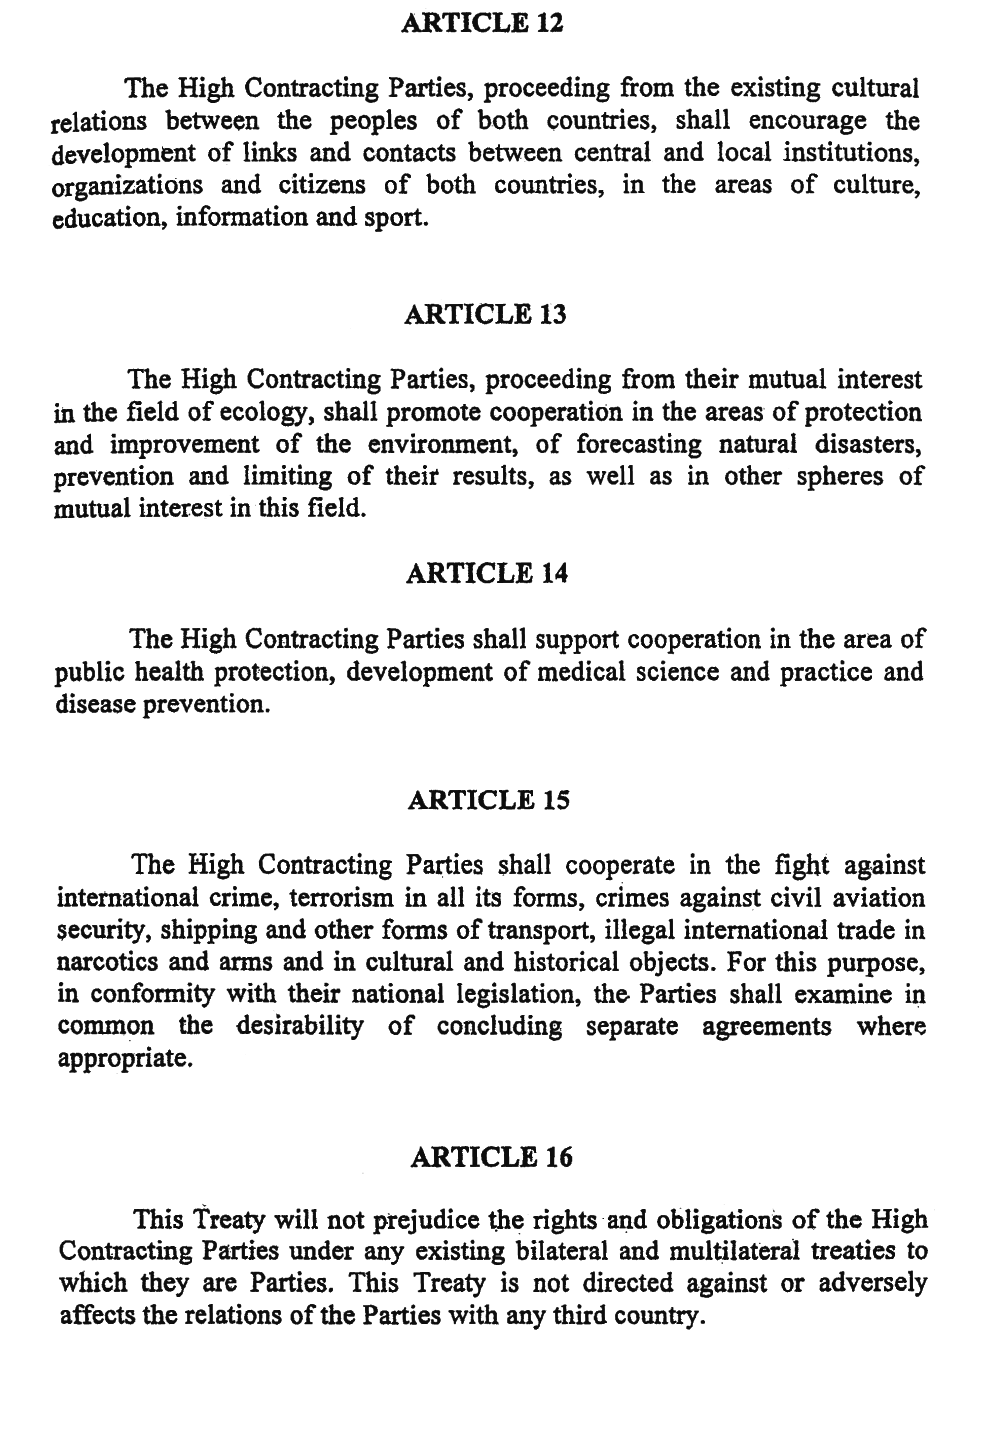 ARTICLE 12
The High Contracting Parties, proceeding from the existing cultural
relations between the peoples of both countries, shall encourage the
development of links and contacts between central and local institutions,
organizations and citizens of both countries, in the areas of culture,
education, information and sport.
ARTICLE 13
The High Contracting Parties, proceeding from their mutual interest
in the field of ecology, shall promote cooperation in the areas of protection
and improvement of the environment, of forecasting natural disasters,
prevention and limiting of their results, as well as in other spheres of
mutual interest in this field.
ARTICLE 14
The High Contracting Parties shall support cooperation in the area of
public health protection, development of medical science and practice and
disease prevention.
ARTICLE 15
The High Contracting Parties shall cooperate in the fight against
international crime, terrorism in all its forms, crimes against civil aviation
security, shipping and other forms of transport, illegal international trade in
narcotics and arms and in cultural and historical objects. For this purpose,
in conformity with their national legislation, the Parties shall examine in
common the desirability of concluding separate agreements where
appropriate.
ARTICLE 16
This Treaty will not prejudice the rights and obligations of the High
Contracting Parties under any existing bilateral and multilateral treaties to
which they are Parties. This Treaty is not directed against or adversely
affects the relations of the Parties with any third country.